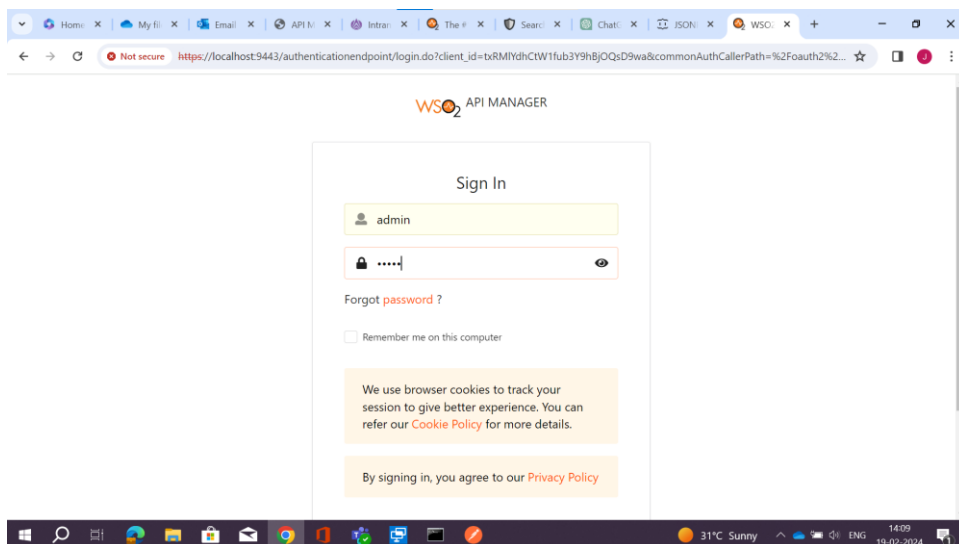 Home
My fil
Email
API M
Intran
The #
Searc
ChatG
JSON
WSO2
Not secure https://localhost:9443/authenticationendpoint/login.do?client_id=txRMlYdhCtW1fub3Y9hBjOQsD9wa&commonAuthCallerPath=%2Foauth2%2...
J
WSO2 API MANAGER
Sign In
admin
•••••
Forgot password ?
Remember me on this computer
We use browser cookies to track your
session to give better experience. You can
refer our Cookie Policy for more details.
By signing in, you agree to our Privacy Policy
31°C Sunny
ENG
14:09
19-02-2024